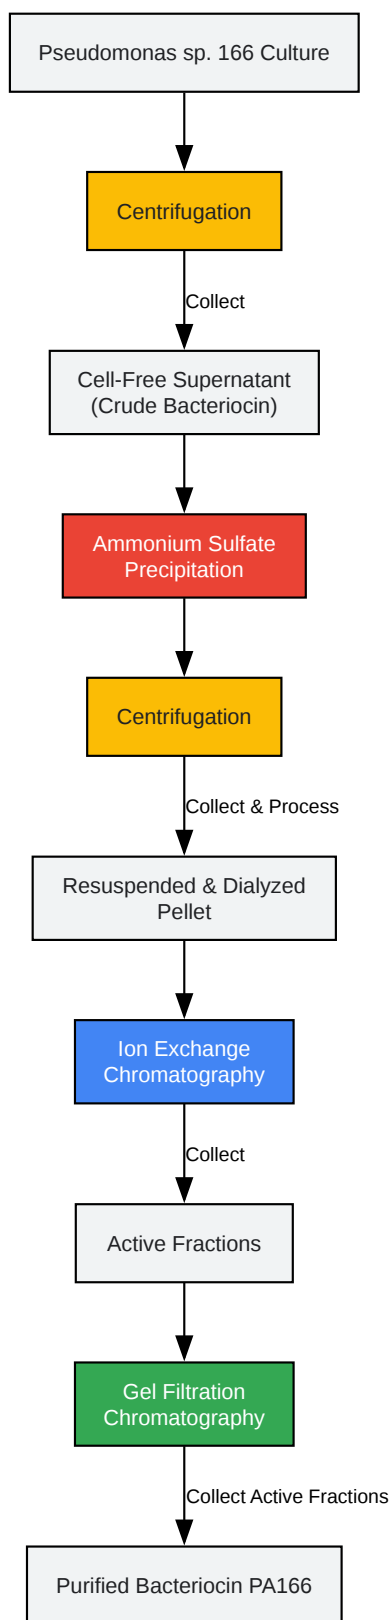 Pseudomonas sp. 166 Culture
Centrifugation
Collect
Cell-Free Supernatant
(Crude Bacteriocin)
Ammonium Sulfate
Precipitation
Centrifugation
Collect & Process
Resuspended & Dialyzed
Pellet
Ion Exchange
Chromatography
Collect
Active Fractions
Gel Filtration
Chromatography
Collect Active Fractions
Purified Bacteriocin PA166